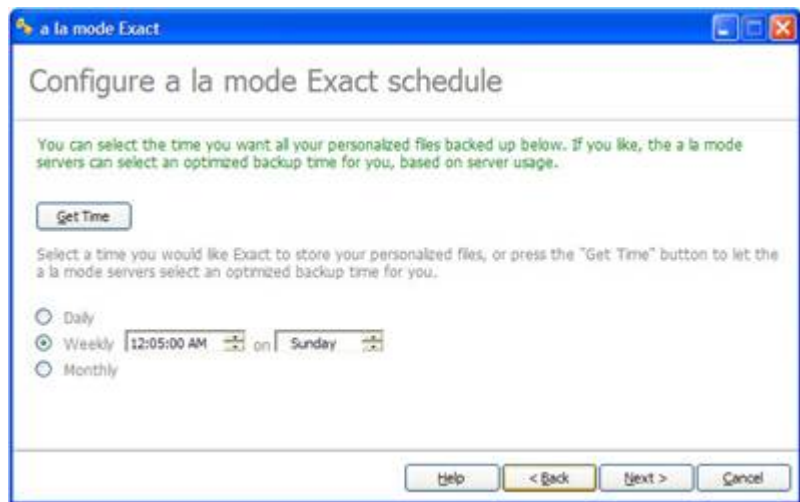 a la mode Exact
Configure a la mode Exact schedule
You can select the time you want all your personalized files backed up below. If you like, the a la mode
servers can select an optimized backup time for you, based on server usage.
Get Time
Select a time you would like Exact to store your personalized files, or press the "Get Time" button to let the
a la mode servers select an optimized backup time for you.
Daily
Weekly 12:05:00 AM on Sunday
Monthly
Help < Back Next > Cancel